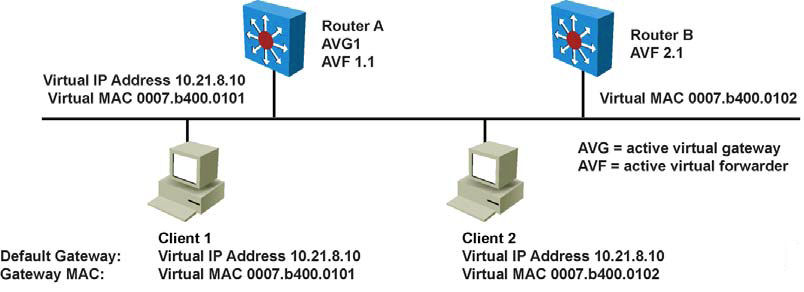 Router A
AVG1
AVF 1.1
Router B
AVF 2.1
Virtual IP Address 10.21.8.10
Virtual MAC 0007.b400.0101
Virtual MAC 0007.b400.0102
AVG = active virtual gateway
AVF = active virtual forwarder
Client 1
Client 2
Default Gateway: Virtual IP Address 10.21.8.10 Virtual IP Address 10.21.8.10
Gateway MAC: Virtual MAC 0007.b400.0101 Virtual MAC 0007.b400.0102